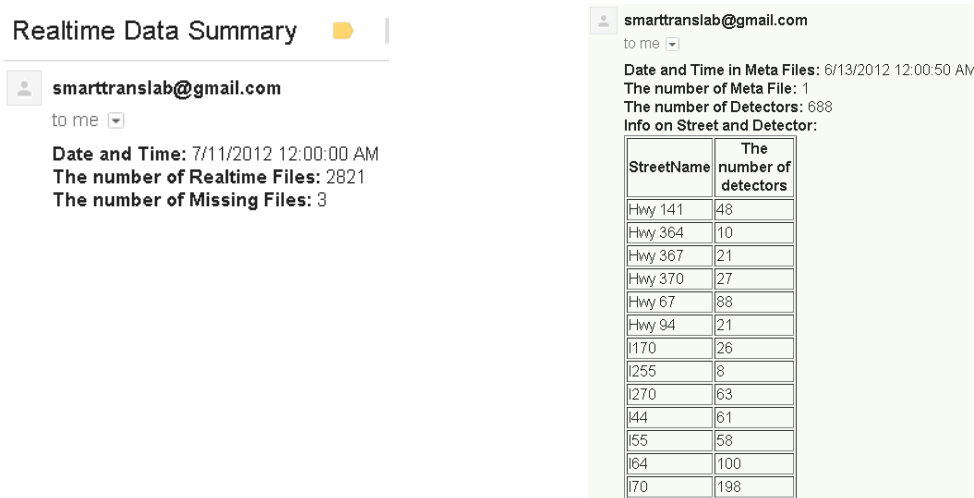 Realtime Data Summary
smarttranslab@gmail.com
to me
Date and Time: 7/11/2012 12:00:00 AM
The number of Realtime Files: 2821
The number of Missing Files: 3
smarttranslab@gmail.com
to me
Date and Time in Meta Files: 6/13/2012 12:00:50 AM
The number of Meta File: 1
The number of Detectors: 688
Info on Street and Detector:
StreetName The number of detectors
Hwy 141 48
Hwy 364 10
Hwy 367 21
Hwy 370 27
Hwy 67 88
Hwy 94 21
I170 26
I255 8
I270 63
I44 61
I55 58
I64 100
I70 198